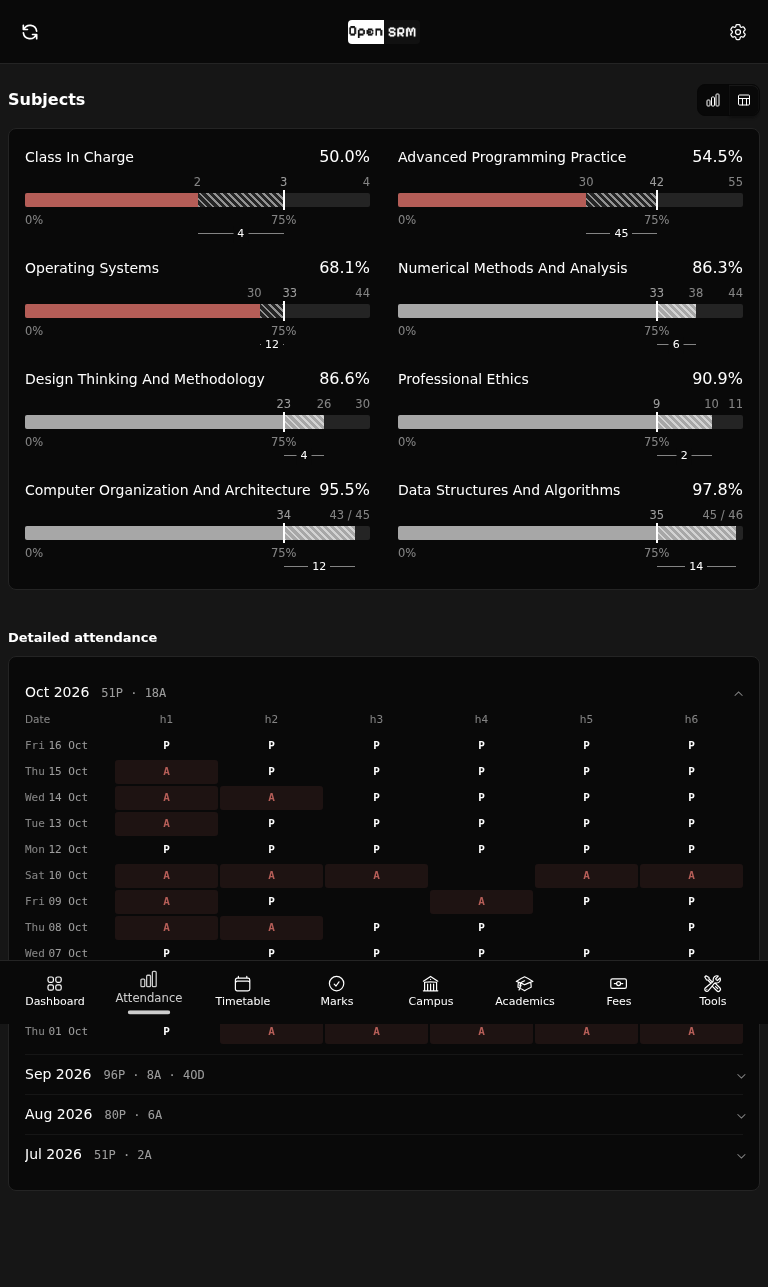 Open SRM
Subjects
Class In Charge 50.0%
2 3 4
0% 75%
4
Advanced Programming Practice 54.5%
30 42 55
0% 75%
45
Operating Systems 68.1%
30 33 44
0% 75%
12
Numerical Methods And Analysis 86.3%
33 38 44
0% 75%
6
Design Thinking And Methodology 86.6%
23 26 30
0% 75%
4
Professional Ethics 90.9%
9 10 11
0% 75%
2
Computer Organization And Architecture 95.5%
34 43 / 45
0% 75%
12
Data Structures And Algorithms 97.8%
35 45 / 46
0% 75%
14
Detailed attendance
Oct 2026 51P · 18A
Date h1 h2 h3 h4 h5 h6
Fri 16 Oct P P P P P P
Thu 15 Oct A P P P P P
Wed 14 Oct A A P P P P
Tue 13 Oct A P P P P P
Mon 12 Oct P P P P P P
Sat 10 Oct A A A A A
Fri 09 Oct A P A P P
Thu 08 Oct A A P P P
Wed 07 Oct P P P P P P
Dashboard Attendance Timetable Marks Campus Academics Fees Tools
Thu 01 Oct P A A A A A
Sep 2026 96P · 8A · 4OD
Aug 2026 80P · 6A
Jul 2026 51P · 2A